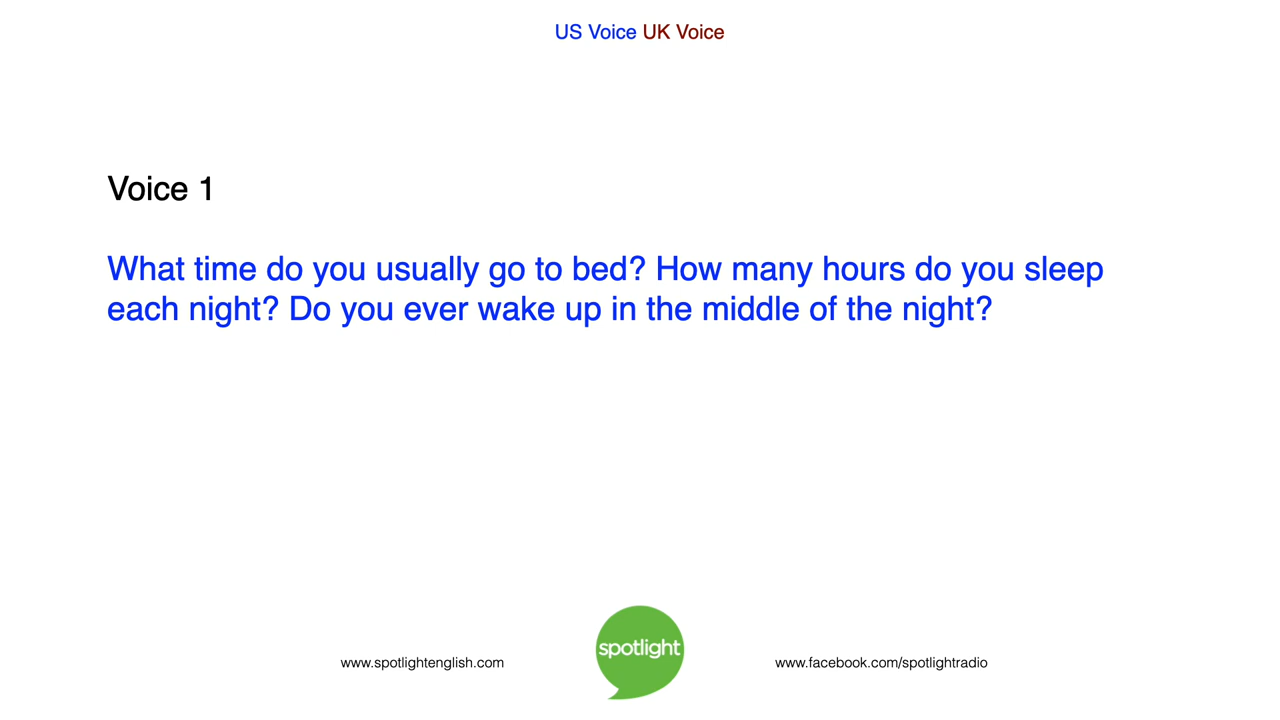 US Voice UK Voice
Voice 1
What time do you usually go to bed? How many hours do you sleep
each night? Do you ever wake up in the middle of the night?
spotlight
www.spotlightenglish.com
www.facebook.com/spotlightradio